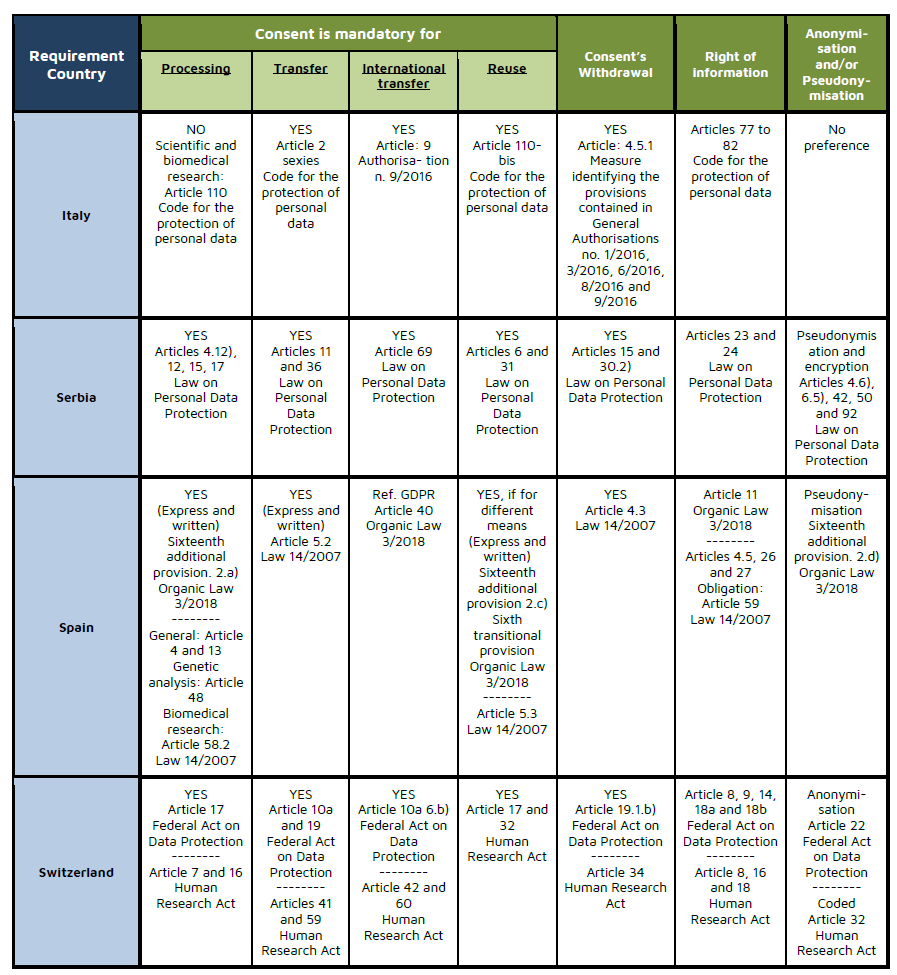 Requirement
Country
Consent is mandatory for
Processing
Transfer
International
transfer
Reuse
Consent's
Withdrawal
Right of
information
Anonymi-
sation
and/or
Pseudony-
misation
Italy
NO
Scientific and
biomedical
research:
Article 110
Code for the
protection of
personal data
YES
Article 2
sexies
Code for the
protection of
personal
data
YES
Article: 9
Authorisa- tion
n. 9/2016
YES
Article 110-
bis
Code for the
protection of
personal data
YES
Article: 4.5.1
Measure
identifying the
provisions
contained in
General
Authorisations
no. 1/2016,
3/2016, 6/2016,
8/2016 and
9/2016
Articles 77 to
82
Code for the
protection of
personal data
No
preference
Serbia
YES
Articles 4.12),
12, 15, 17
Law on
Personal Data
Protection
YES
Articles 11
and 36
Law on
Personal
Data
Protection
YES
Article 69
Law on
Personal Data
Protection
YES
Articles 6 and
31
Law on
Personal
Data
Protection
YES
Articles 15 and
30.2)
Law on Personal
Data Protection
Articles 23 and
24
Law on
Personal Data
Protection
Pseudonymis
ation and
encryption
Articles 4.6),
6.5), 42, 50
and 92
Law on
Personal Data
Protection
Spain
YES
(Express and
written)
Sixteenth
additional
provision. 2.a)
Organic Law
3/2018
--------
General: Article
4 and 13
Genetic
analysis: Article
48
Biomedical
research:
Article 58.2
Law 14/2007
YES
(Express and
written)
Article 5.2
Law 14/2007
Ref. GDPR
Article 40
Organic Law
3/2018
YES, if for
different
means
(Express and
written)
Sixteenth
additional
provision 2.c)
Sixth
transitional
provision
Organic Law
3/2018
--------
Article 5.3
Law 14/2007
YES
Article 4.3
Law 14/2007
Article 11
Organic Law
3/2018
--------
Articles 4.5, 26
and 27
Obligation:
Article 59
Law 14/2007
Pseudony-
misation
Sixteenth
additional
provision. 2.d)
Organic Law
3/2018
Switzerland
YES
Article 17
Federal Act on
Data Protection
--------
Article 7 and 16
Human
Research Act
YES
Article 10a
and 19
Federal Act
on Data
Protection
--------
Articles 41
and 59
Human
Research Act
YES
Article 10a 6.b)
Federal Act on
Data
Protection
--------
Article 42 and
60
Human
Research Act
YES
Article 17 and
32
Human
Research Act
YES
Article 19.1.b)
Federal Act on
Data Protection
--------
Article 34
Human Research
Act
Article 8, 9, 14,
18a and 18b
Federal Act on
Data Protection
--------
Article 8, 16
and 18
Human
Research Act
Anonymi-
sation
Article 22
Federal Act
on Data
Protection
--------
Coded
Article 32
Human
Research Act